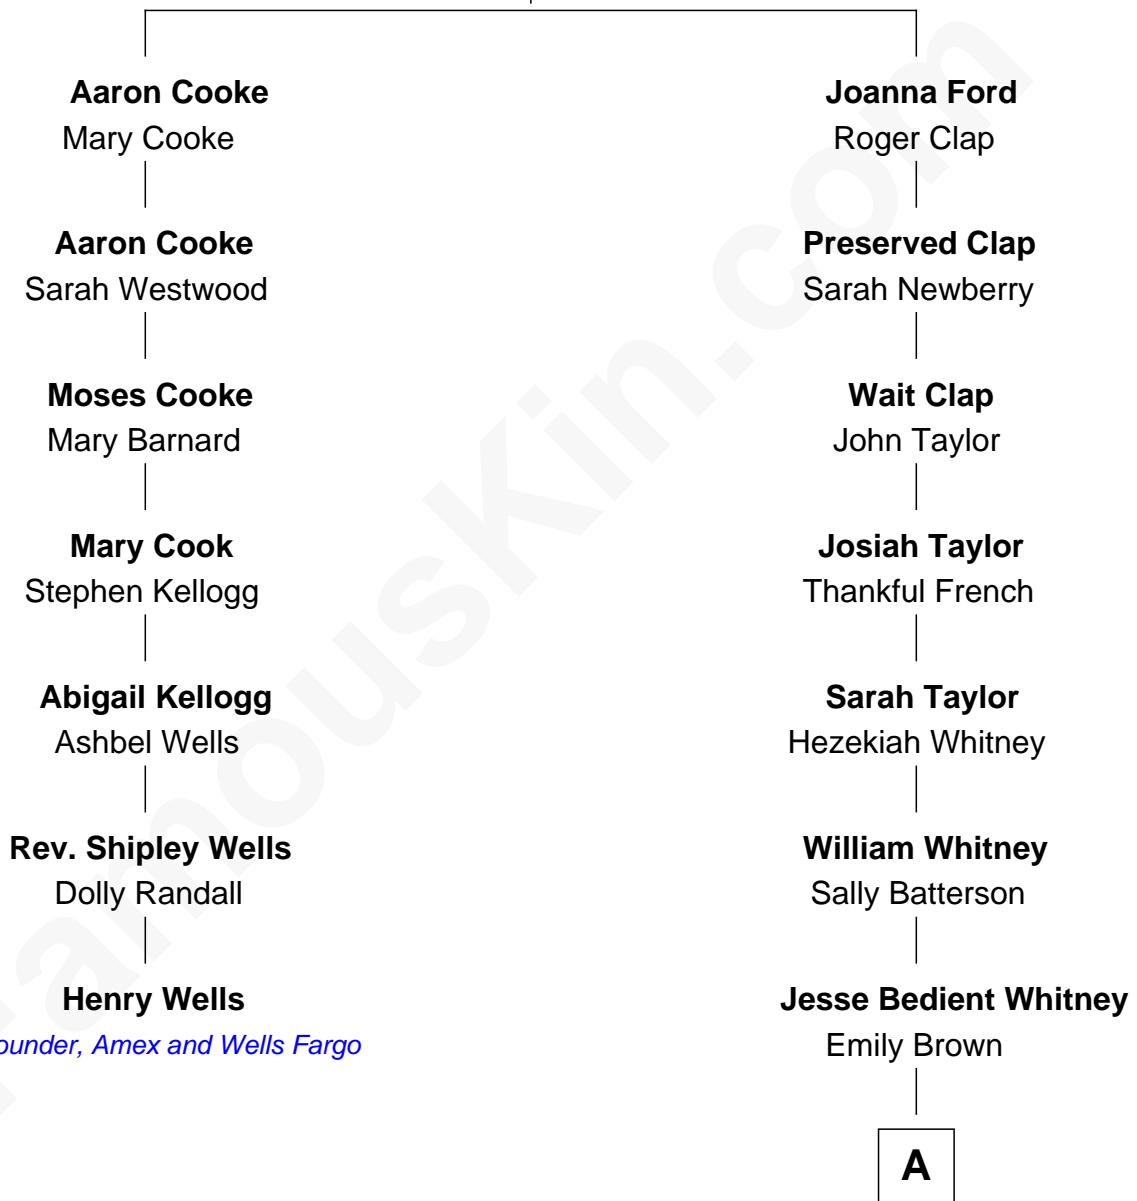 Aaron Cooke
Mary Cooke
Aaron Cooke
Sarah Westwood
Moses Cooke
Mary Barnard
Mary Cook
Stephen Kellogg
Abigail Kellogg
Ashbel Wells
Rev. Shipley Wells
Dolly Randall
Henry Wells
ounder, Amex and Wells Fargo
Joanna Ford
Roger Clap
Preserved Clap
Sarah Newberry
Wait Clap
John Taylor
Josiah Taylor
Thankful French
Sarah Taylor
Hezekiah Whitney
William Whitney
Sally Batterson
Jesse Bedient Whitney
Emily Brown
A
FamousKin.com